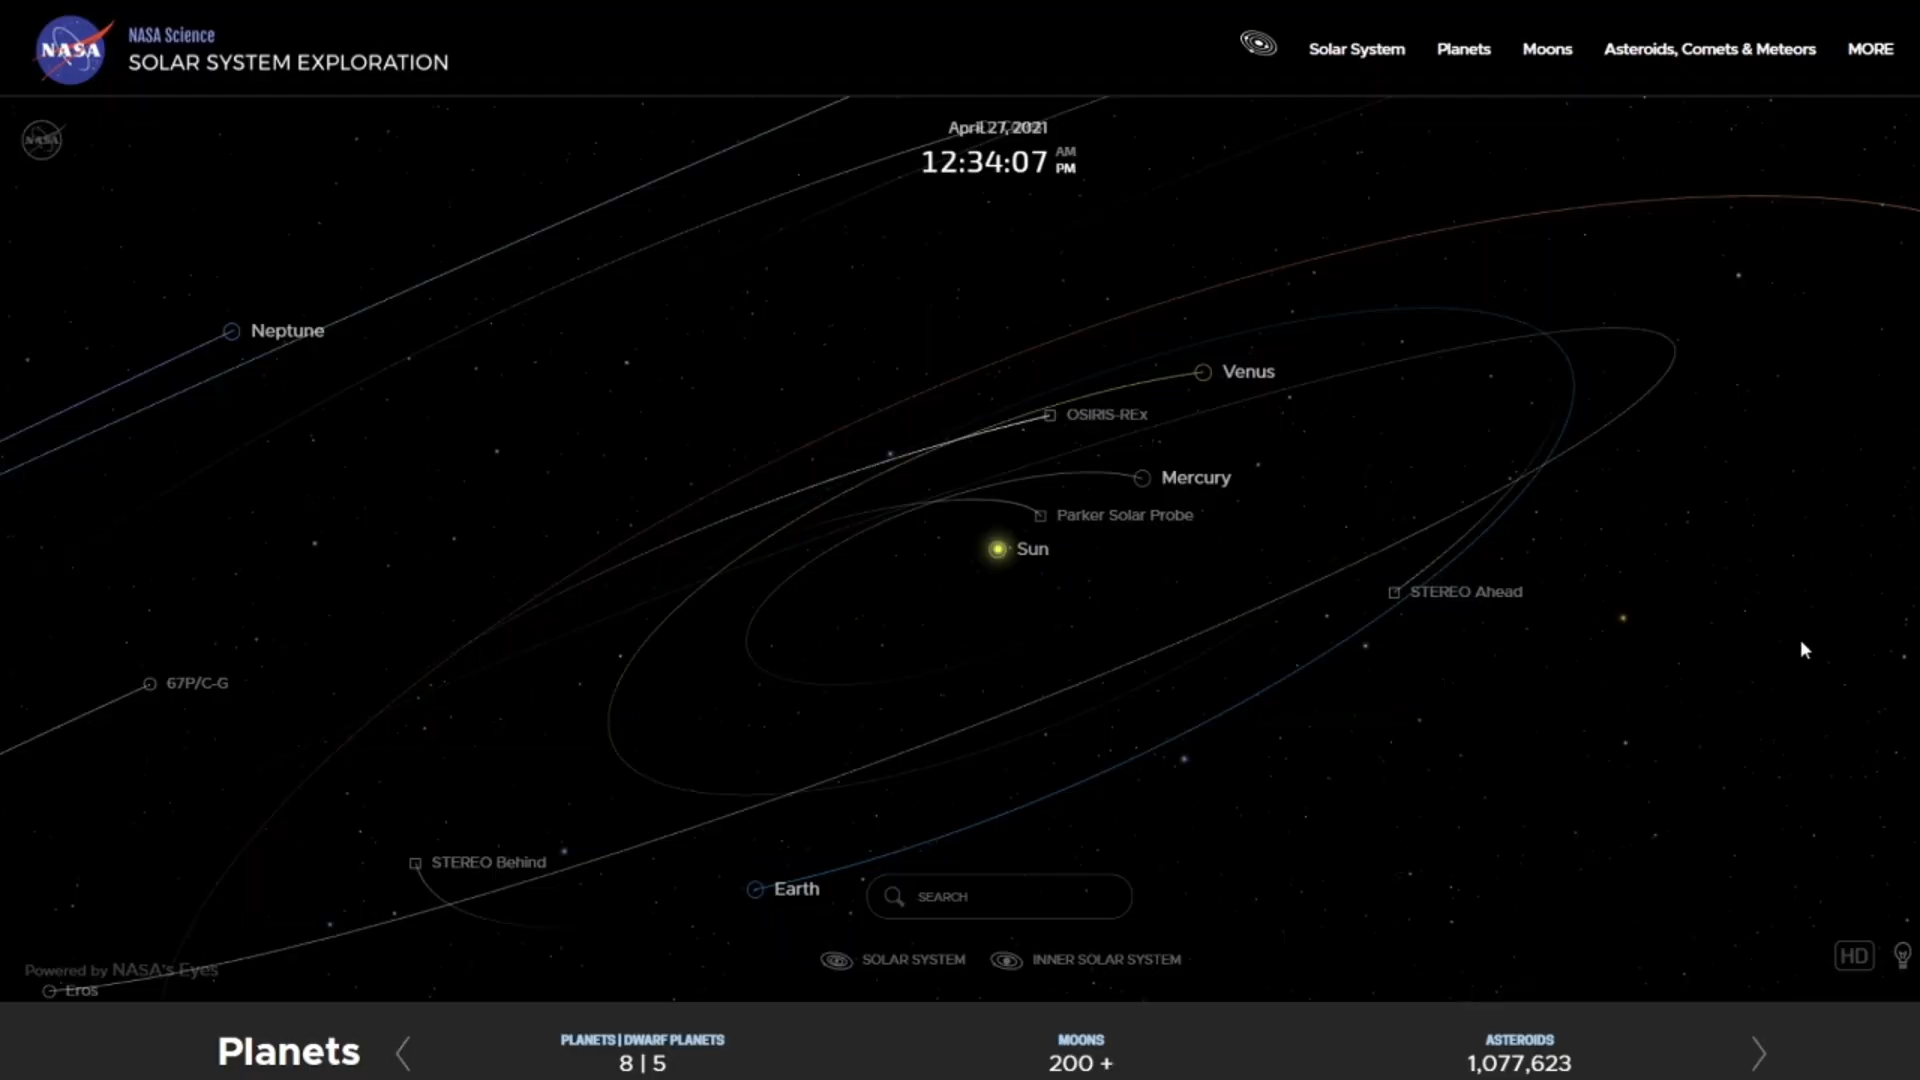 NASA
NASA Science
SOLAR SYSTEM EXPLORATION
Solar System
Planets
Moons
Asteroids, Comets & Meteors
MORE
NASA
April 27, 2021
12:34:07
AM
PM
Neptune
Venus
OSIRIS-REx
Mercury
Parker Solar Probe
Sun
STEREO Ahead
67P/C-G
STEREO Behind
Earth
SEARCH
SOLAR SYSTEM
INNER SOLAR SYSTEM
Powered by NASA's Eyes
Eros
HD
Planets
PLANETS | DWARF PLANETS
8 | 5
MOONS
200 +
ASTEROIDS
1,077,623